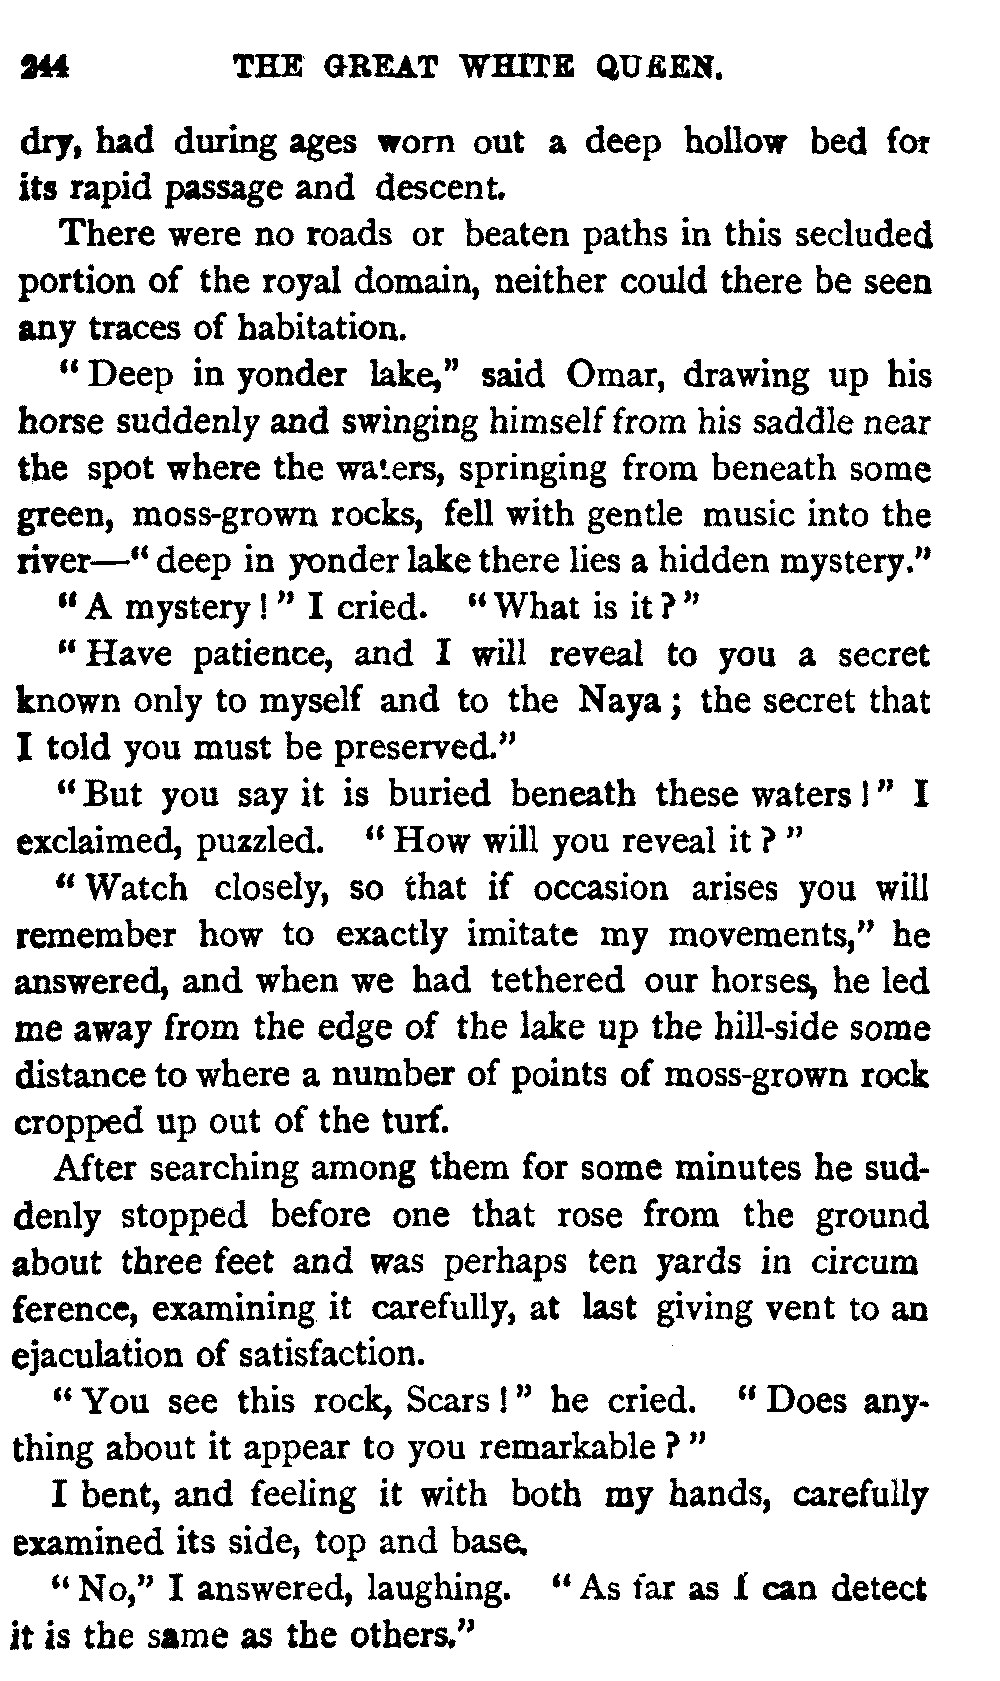 244 THE GREAT WHITE QUEEN.
dry, had during ages worn out a deep hollow bed for
its rapid passage and descent.
There were no roads or beaten paths in this secluded
portion of the royal domain, neither could there be seen
any traces of habitation.
“Deep in yonder lake,” said Omar, drawing up his
horse suddenly and swinging himself from his saddle near
the spot where the waters, springing from beneath some
green, moss-grown rocks, fell with gentle music into the
river—“deep in yonder lake there lies a hidden mystery.”
“A mystery!” I cried. “What is it?”
“Have patience, and I will reveal to you a secret
known only to myself and to the Naya; the secret that
I told you must be preserved.”
“But you say it is buried beneath these waters!” I
exclaimed, puzzled. “How will you reveal it?”
“Watch closely, so that if occasion arises you will
remember how to exactly imitate my movements,” he
answered, and when we had tethered our horses, he led
me away from the edge of the lake up the hill-side some
distance to where a number of points of moss-grown rock
cropped up out of the turf.
After searching among them for some minutes he sud-
denly stopped before one that rose from the ground
about three feet and was perhaps ten yards in circum
ference, examining it carefully, at last giving vent to an
ejaculation of satisfaction.
“You see this rock, Scars!” he cried. “Does any-
thing about it appear to you remarkable?”
I bent, and feeling it with both my hands, carefully
examined its side, top and base.
“No,” I answered, laughing. “As far as I can detect
it is the same as the others.”